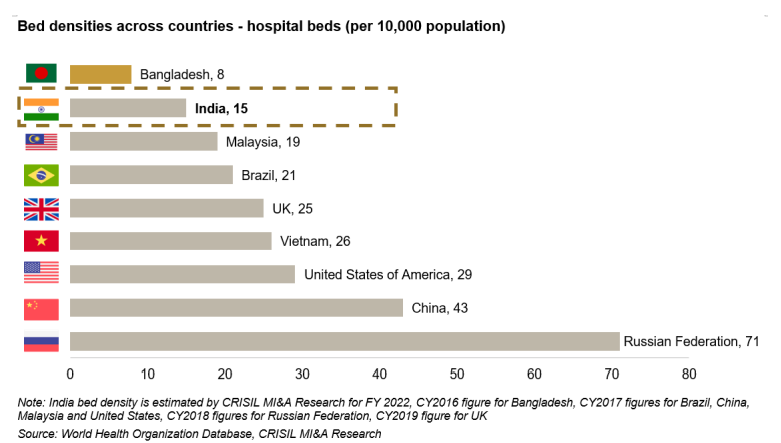 Bed densities across countries - hospital beds (per 10,000 population)
Bangladesh, 8
India, 15
Malaysia, 19
Brazil, 21
UK, 25
Vietnam, 26
United States of America, 29
China, 43
Russian Federation, 71
0 10 20 30 40 50 60 70 80
Note: India bed density is estimated by CRISIL MI&A Research for FY 2022, CY2016 figure for Bangladesh, CY2017 figures for Brazil, China,
Malaysia and United States, CY2018 figures for Russian Federation, CY2019 figure for UK
Source: World Health Organization Database, CRISIL MI&A Research